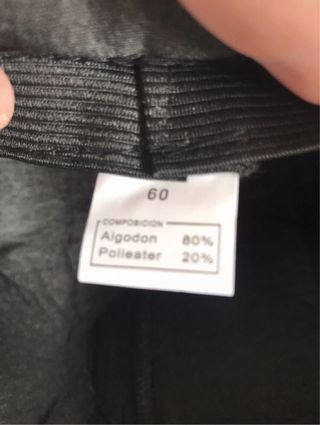 60
COMPOSICION
Algodon 80%
Polieater 20%